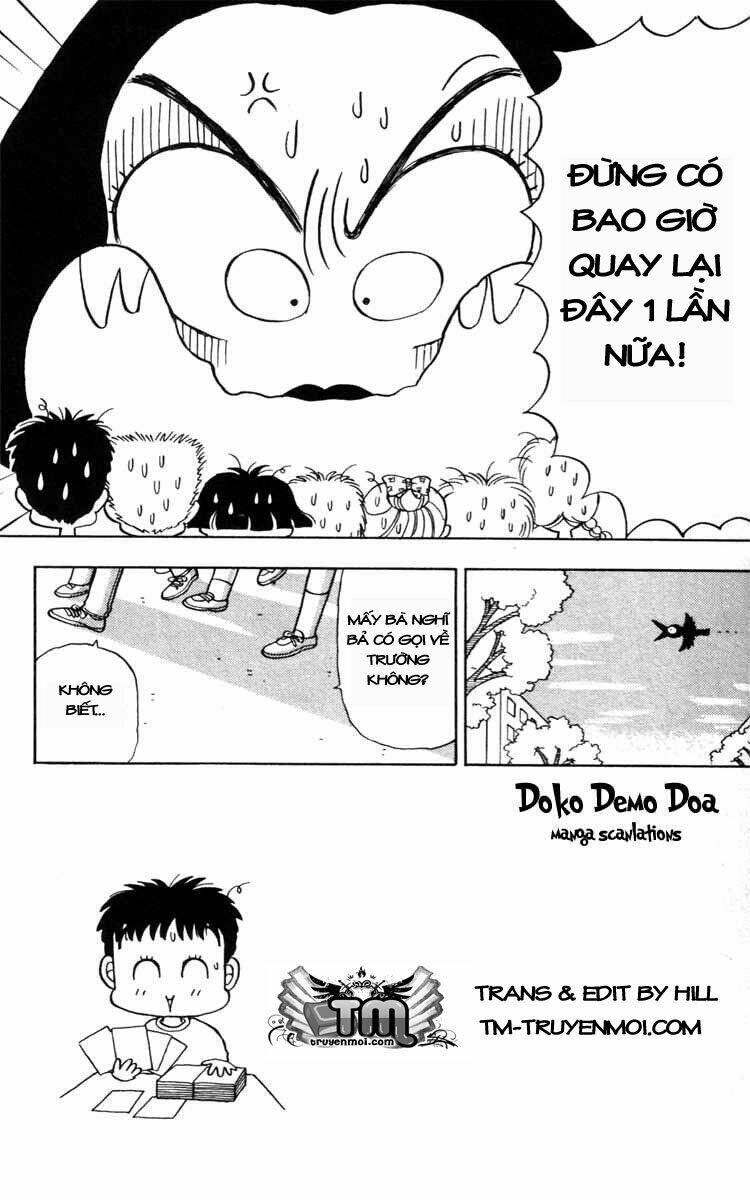 ĐỪNG CÓ
BAO GIỜ
QUAY LẠI
ĐÂY 1 LẦN
NỮA!
MẤY BÀ NGHĨ
BẢ CÓ GỌI VỀ
TRƯỜNG
KHÔNG?
KHÔNG
BIẾT...
Doko Demo Doa
manga scanlations
TM
truyenmoi.com
TRANS & EDIT BY HILL
TM-TRUYENMOI.COM